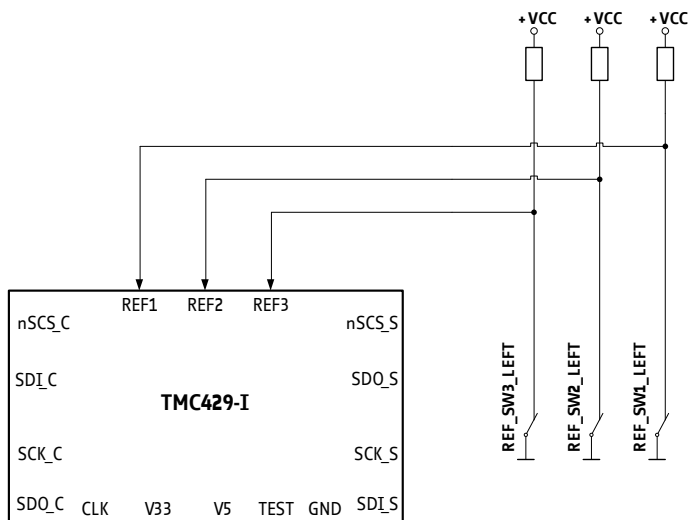 +VCC +VCC +VCC
REF1 REF2 REF3
nSCS_C nSCS_S
SDI_C SDO_S
TMC429-I
SCK_C SCK_S
SDO_C CLK V33 V5 TEST GND SDI_S
REF_SW3_LEFT
REF_SW2_LEFT
REF_SW1_LEFT